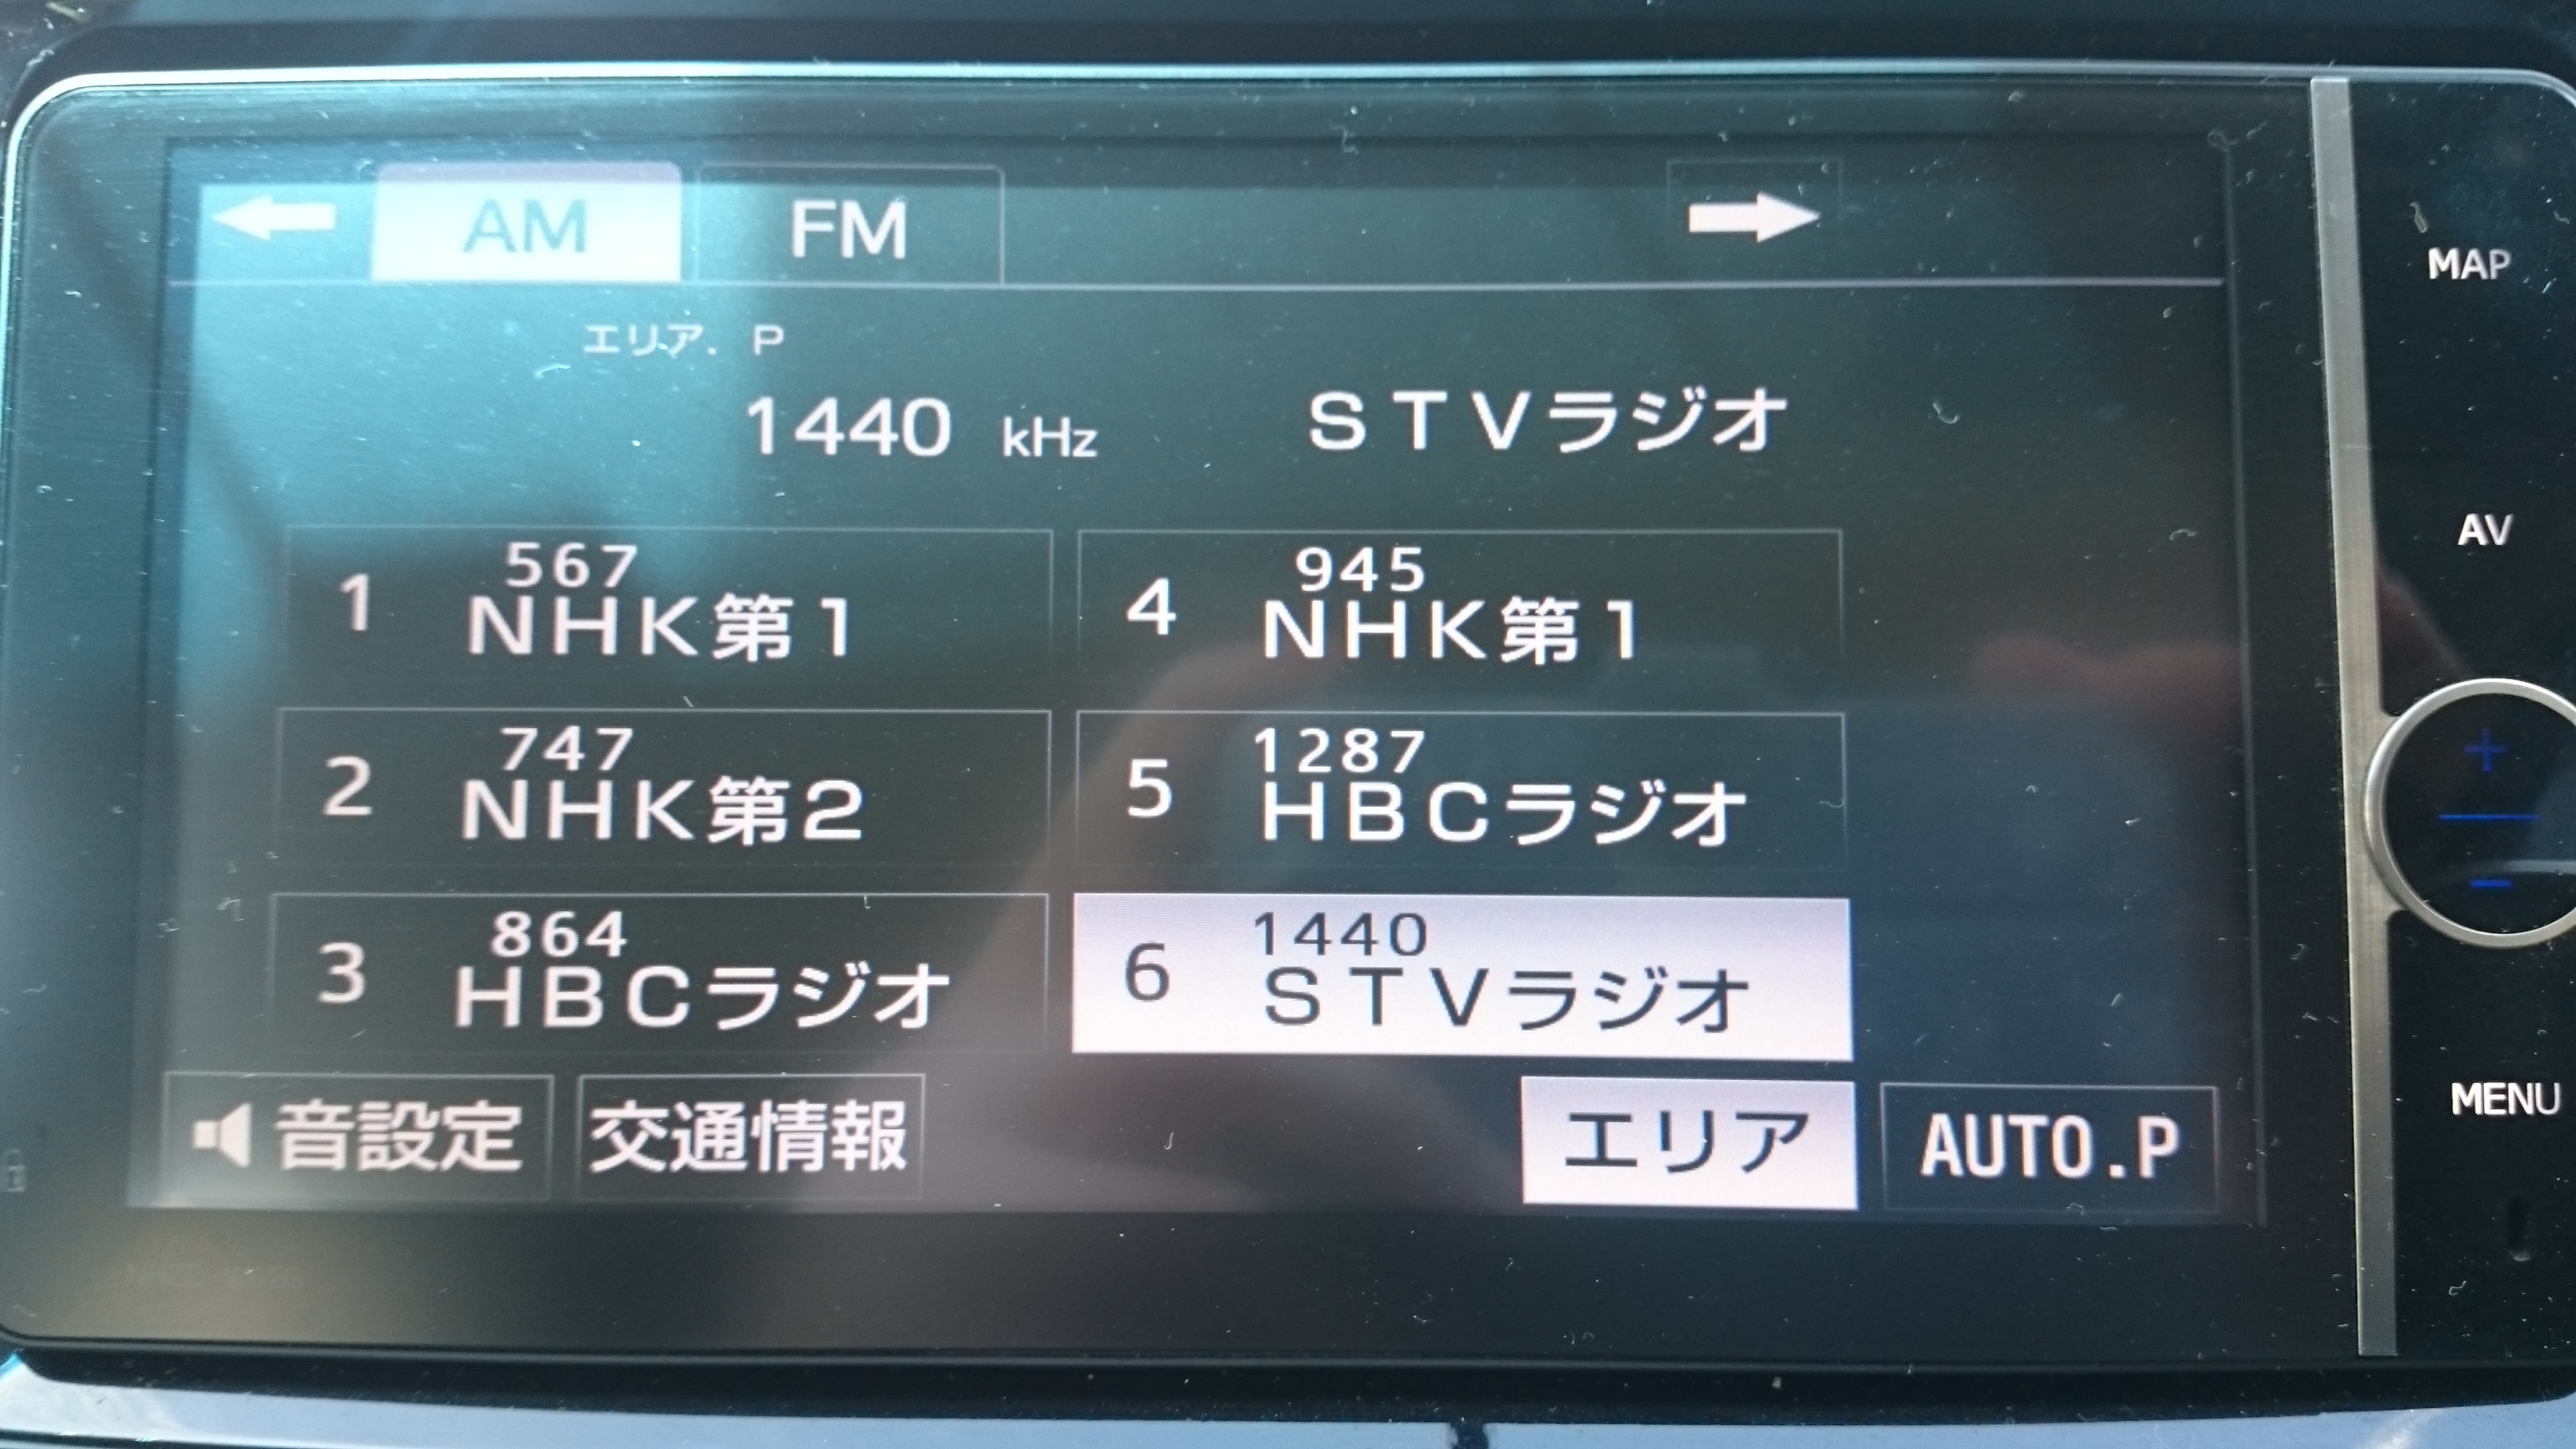 AM
FM
エリア. P
1440 kHz
STVラジオ
1
567
NHK第1
4
945
NHK第1
2
747
NHK第2
5
1287
HBCラジオ
3
864
HBCラジオ
6
1440
STVラジオ
音設定
交通情報
エリア
AUTO.P
MAP
AV
+
−
MENU